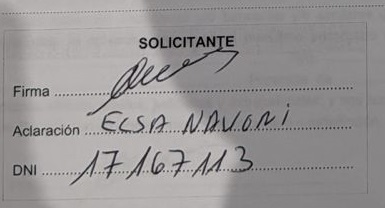 SOLICITANTE
Firma
Aclaración ELSA NAVONI
DNI 17167113